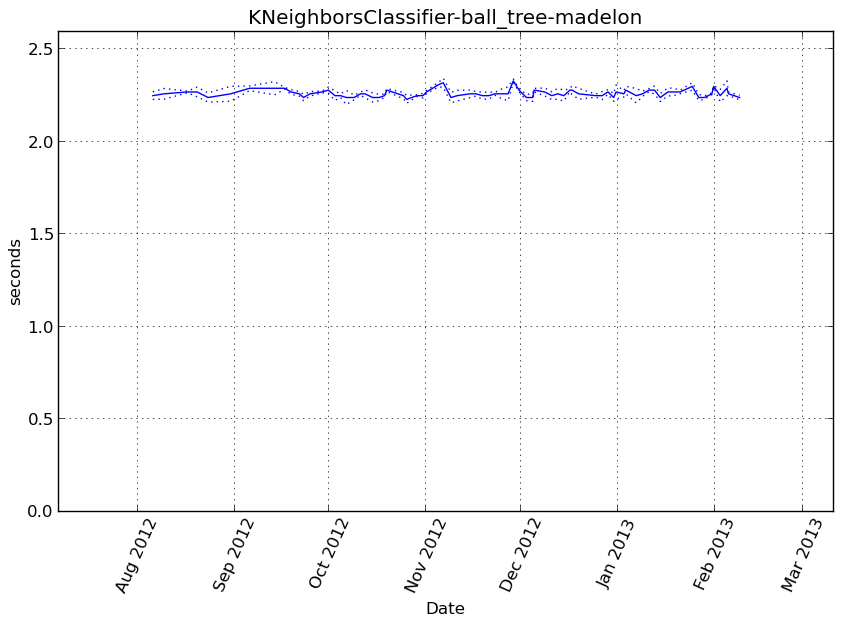 KNeighborsClassifier-ball_tree-madelon
2.5
2.0
1.5
1.0
0.5
0.0
seconds
Aug 2012
Sep 2012
Oct 2012
Nov 2012
Dec 2012
Jan 2013
Feb 2013
Mar 2013
Date